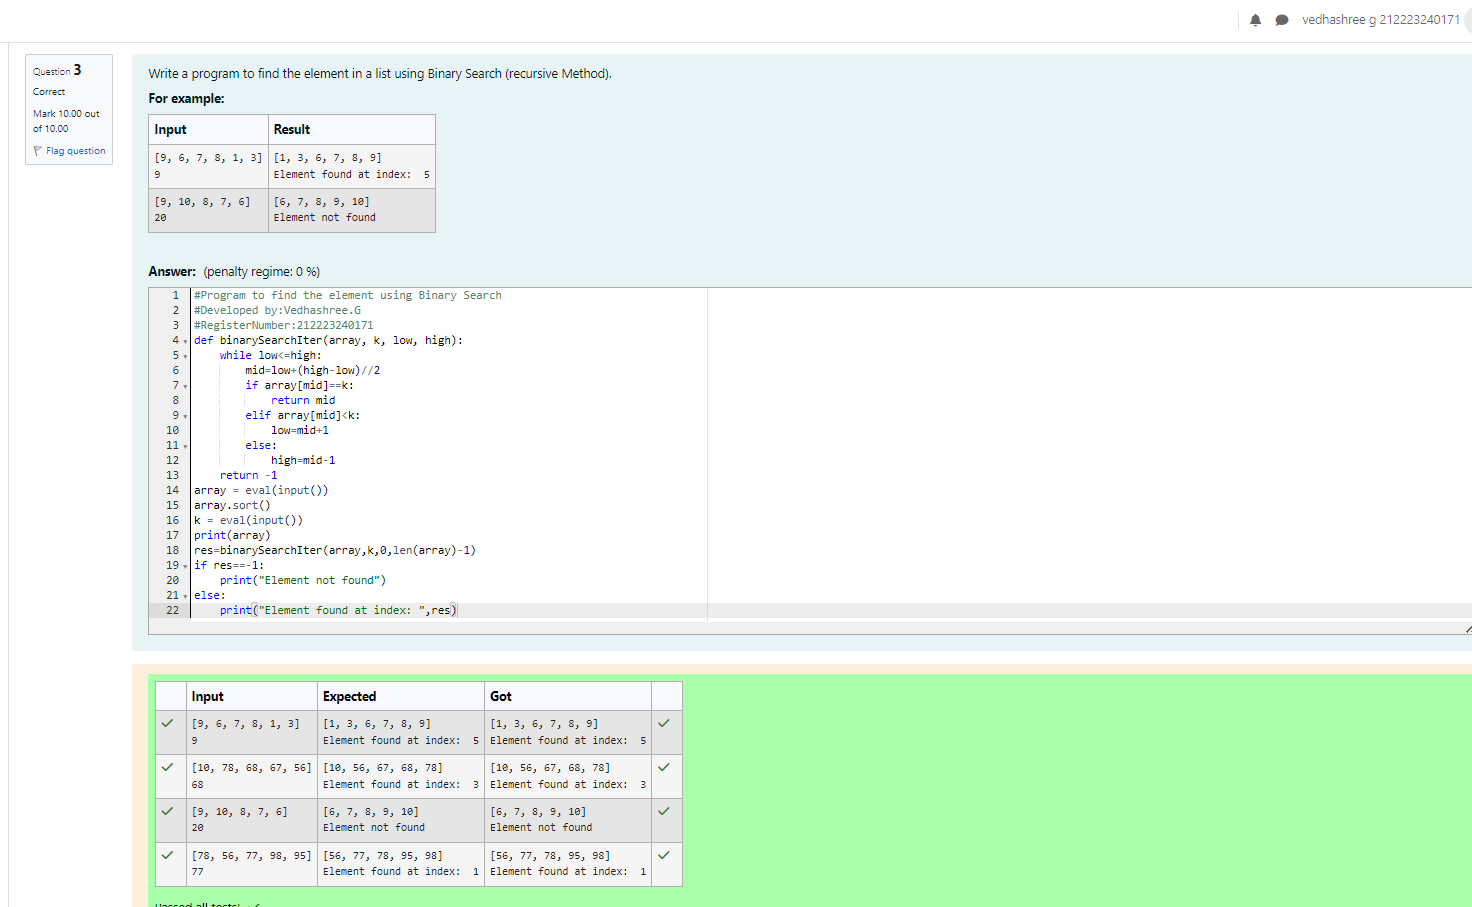 vedhashree g 212223240171
Question 3
Correct
Mark 10.00 out
of 10.00
Flag question
Write a program to find the element in a list using Binary Search (recursive Method).
For example:
Input Result
[9, 6, 7, 8, 1, 3] [1, 3, 6, 7, 8, 9]
9 Element found at index:  5
[9, 10, 8, 7, 6] [6, 7, 8, 9, 10]
20 Element not found
Answer: (penalty regime: 0 %)
1 #Program to find the element using Binary Search
2 #Developed by:Vedhashree.G
3 #RegisterNumber:212223240171
4 def binarySearchIter(array, k, low, high):
5     while low<=high:
6         mid=low+(high-low)//2
7         if array[mid]==k:
8             return mid
9         elif array[mid]<k:
10             low=mid+1
11         else:
12             high=mid-1
13     return -1
14 array = eval(input())
15 array.sort()
16 k = eval(input())
17 print(array)
18 res=binarySearchIter(array,k,0,len(array)-1)
19 if res==-1:
20     print("Element not found")
21 else:
22     print("Element found at index: ",res)
Input Expected Got
[9, 6, 7, 8, 1, 3] [1, 3, 6, 7, 8, 9] [1, 3, 6, 7, 8, 9]
9 Element found at index:  5 Element found at index:  5
[10, 78, 68, 67, 56] [10, 56, 67, 68, 78] [10, 56, 67, 68, 78]
68 Element found at index:  3 Element found at index:  3
[9, 10, 8, 7, 6] [6, 7, 8, 9, 10] [6, 7, 8, 9, 10]
20 Element not found Element not found
[78, 56, 77, 98, 95] [56, 77, 78, 95, 98] [56, 77, 78, 95, 98]
77 Element found at index:  1 Element found at index:  1
Passed all tests!